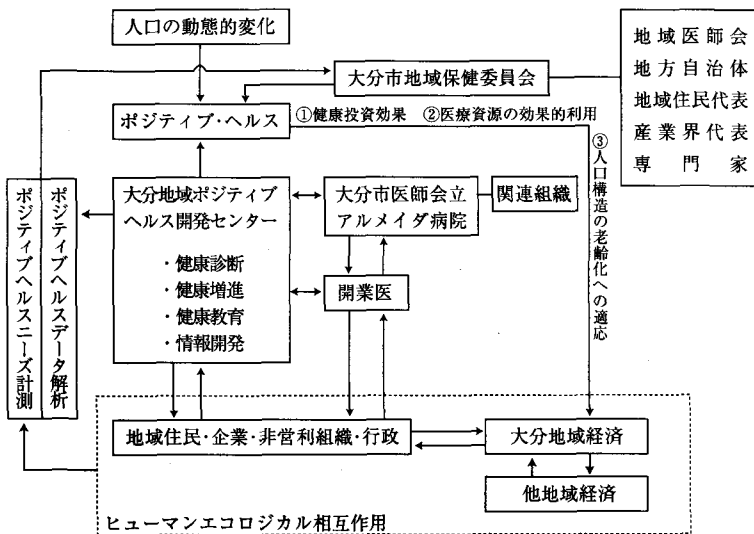 人口の動態的変化
大分市地域保健委員会
地域医師会
地方自治体
地域住民代表
産業界代表
専門家
ポジティブ・ヘルス
①健康投資効果 ②医療資源の効果的利用
③人口構造の老齢化への適応
大分地域ポジティブ
ヘルス開発センター
・健康診断
・健康増進
・健康教育
・情報開発
大分市医師会立
アルメイダ病院
関連組織
開業医
ポジティブヘルスデータ解析
ポジティブヘルスニーズ計測
地域住民・企業・非営利組織・行政
大分地域経済
他地域経済
ヒューマンエコロジカル相互作用